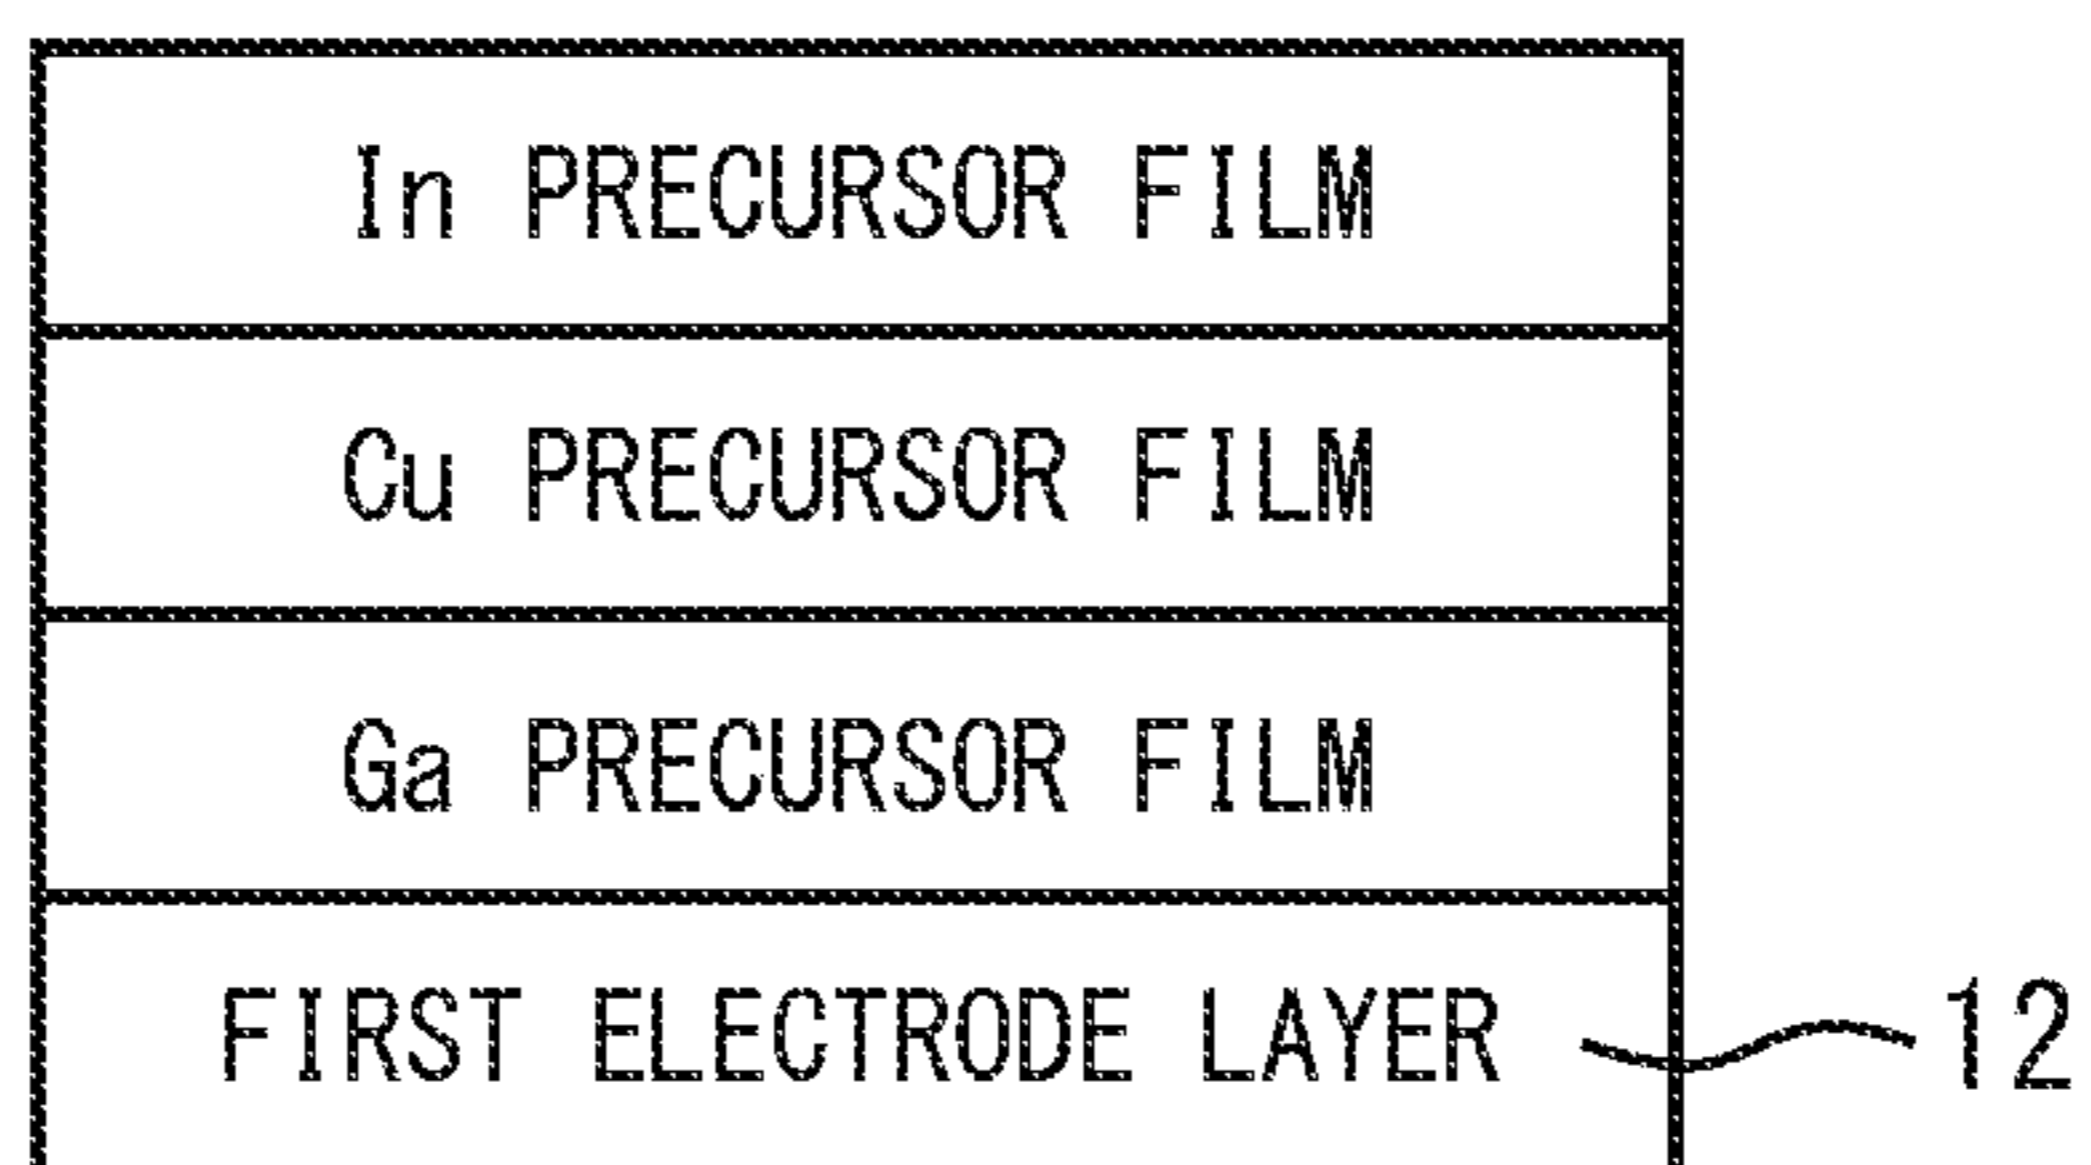 In PRECURSOR FILM
Cu PRECURSOR FILM
Ga PRECURSOR FILM
FIRST ELECTRODE LAYER 12